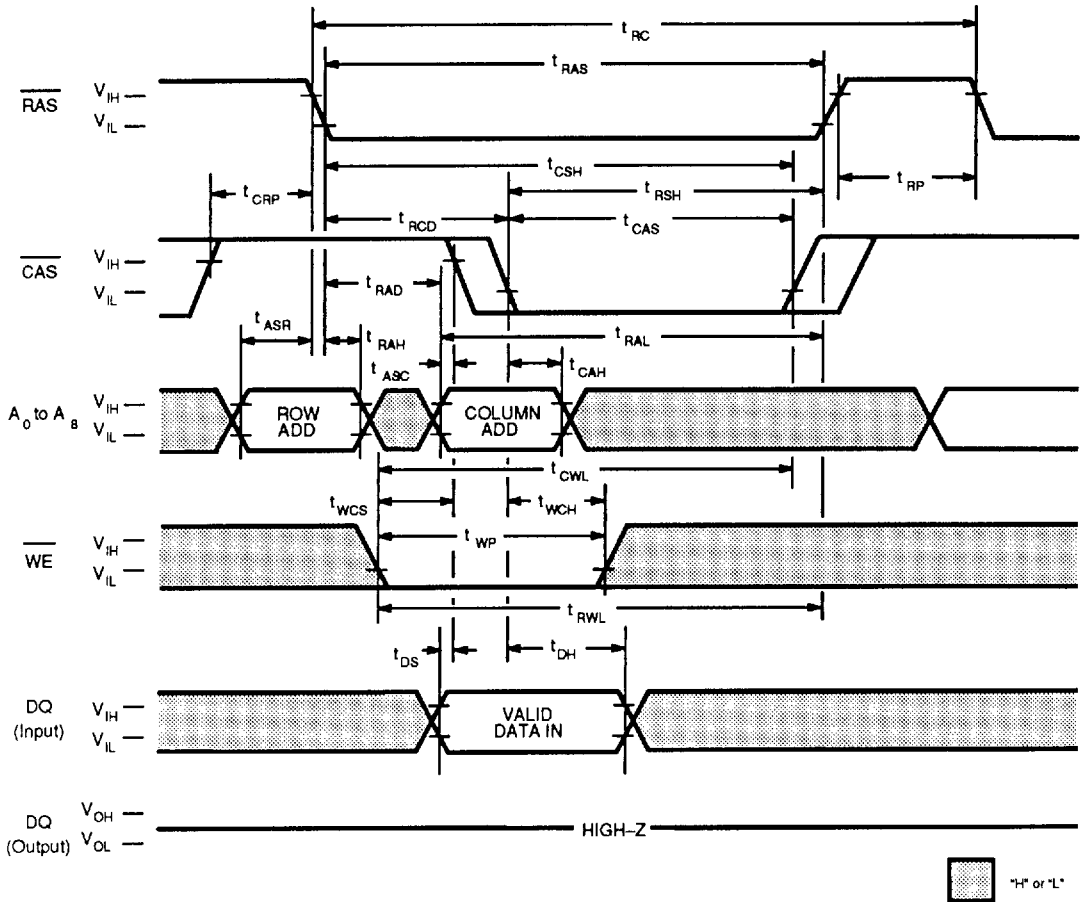 t RC
t RAS
RAS
V IH
V IL
t CSH
t CRP
t RSH
t RP
t RCD
t CAS
CAS
V IH
V IL
t RAD
t ASR
t RAH
t RAL
t ASC
t CAH
A 0 to A 8
V IH
V IL
ROW ADD
COLUMN ADD
t CWL
t WCS
t WCH
t WP
WE
V IH
V IL
t RWL
t DS
t DH
DQ (Input)
V IH
V IL
VALID DATA IN
DQ (Output)
V OH
V OL
HIGH–Z
"H" or "L"